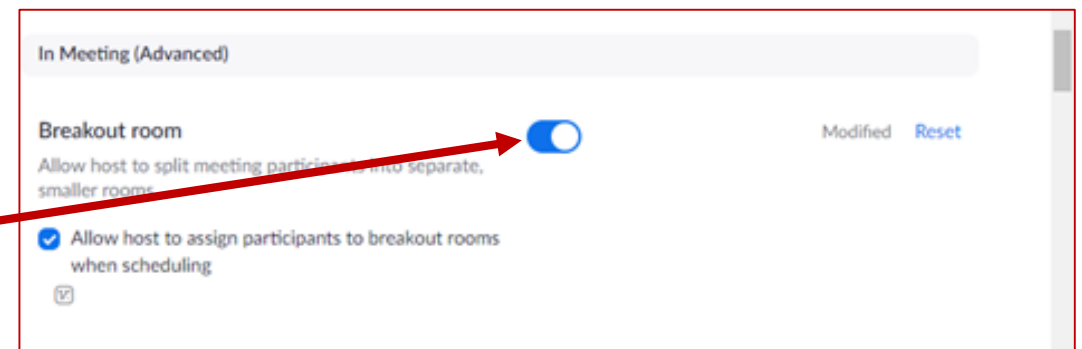 In Meeting (Advanced)
Breakout room
Modified Reset
Allow host to split meeting participants into separate,
smaller rooms
Allow host to assign participants to breakout rooms
when scheduling